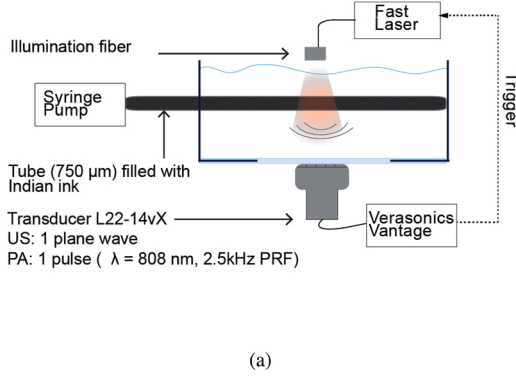 Fast
Laser
Illumination fiber
Syringe
Pump
Trigger
Tube (750 μm) filled with
Indian ink
Transducer L22-14vX
US: 1 plane wave
PA: 1 pulse ( λ = 808 nm, 2.5kHz PRF)
Verasonics
Vantage
(a)